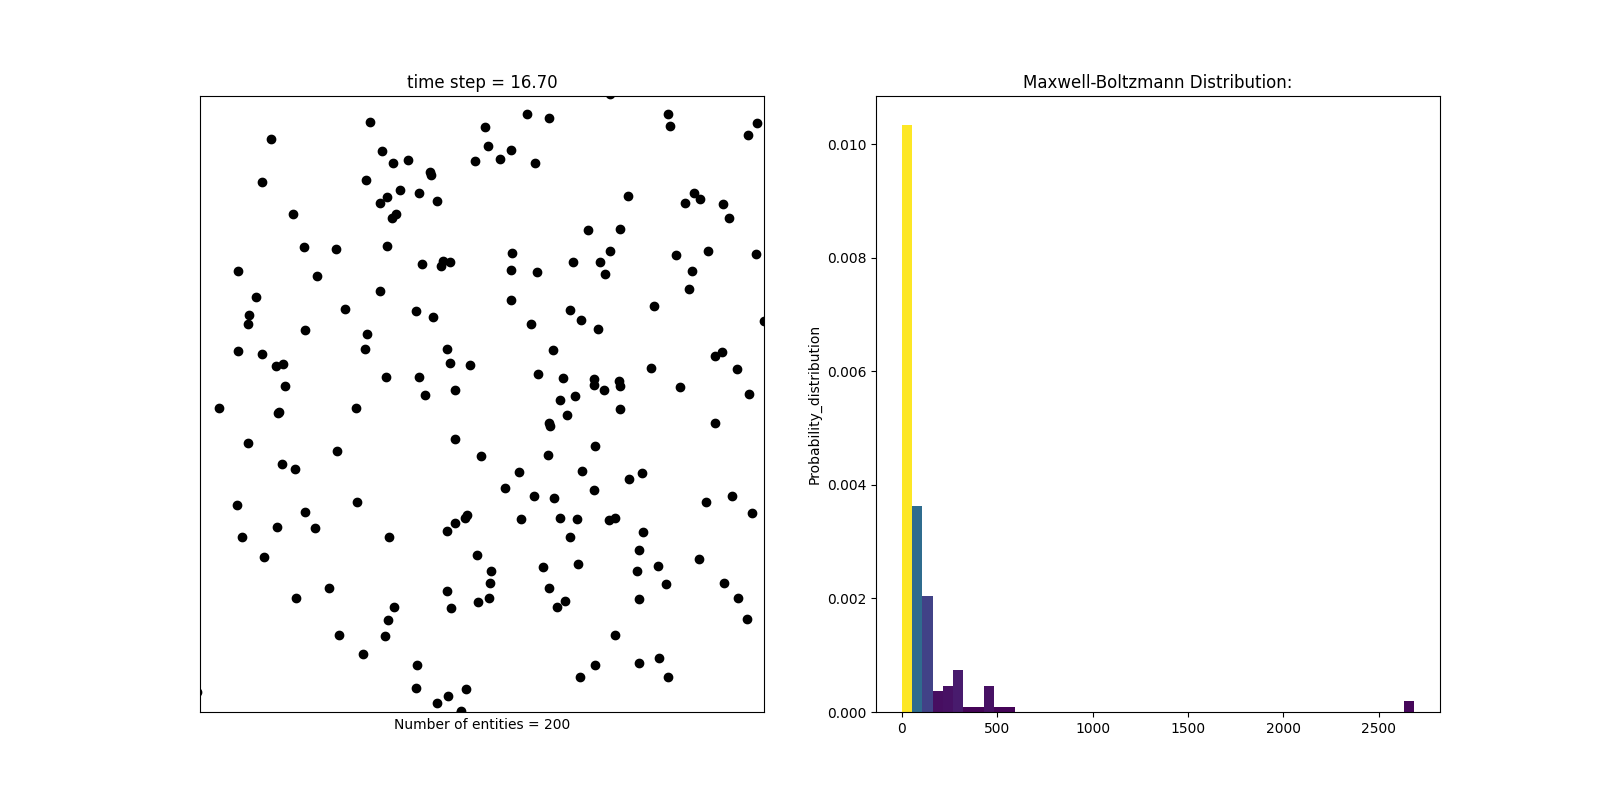 time step = 16.70
Number of entities = 200
Maxwell-Boltzmann Distribution:
Probability_distribution
0.010
0.008
0.006
0.004
0.002
0.000
0 500 1000 1500 2000 2500